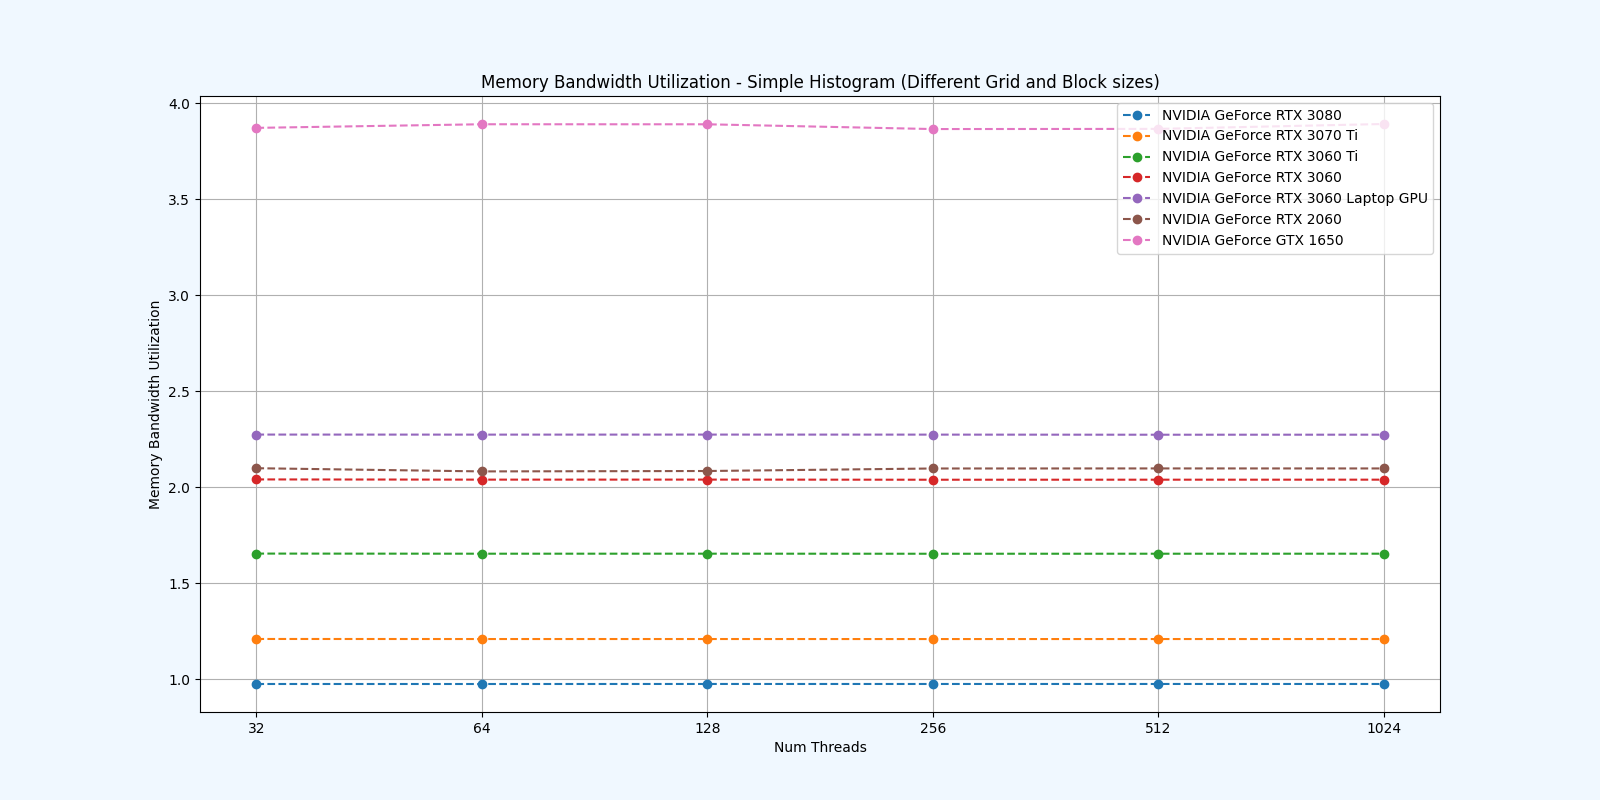 Memory Bandwidth Utilization - Simple Histogram (Different Grid and Block sizes)
Memory Bandwidth Utilization
4.0
3.5
3.0
2.5
2.0
1.5
1.0
NVIDIA GeForce RTX 3080
NVIDIA GeForce RTX 3070 Ti
NVIDIA GeForce RTX 3060 Ti
NVIDIA GeForce RTX 3060
NVIDIA GeForce RTX 3060 Laptop GPU
NVIDIA GeForce RTX 2060
NVIDIA GeForce GTX 1650
32 64 128 256 512 1024
Num Threads